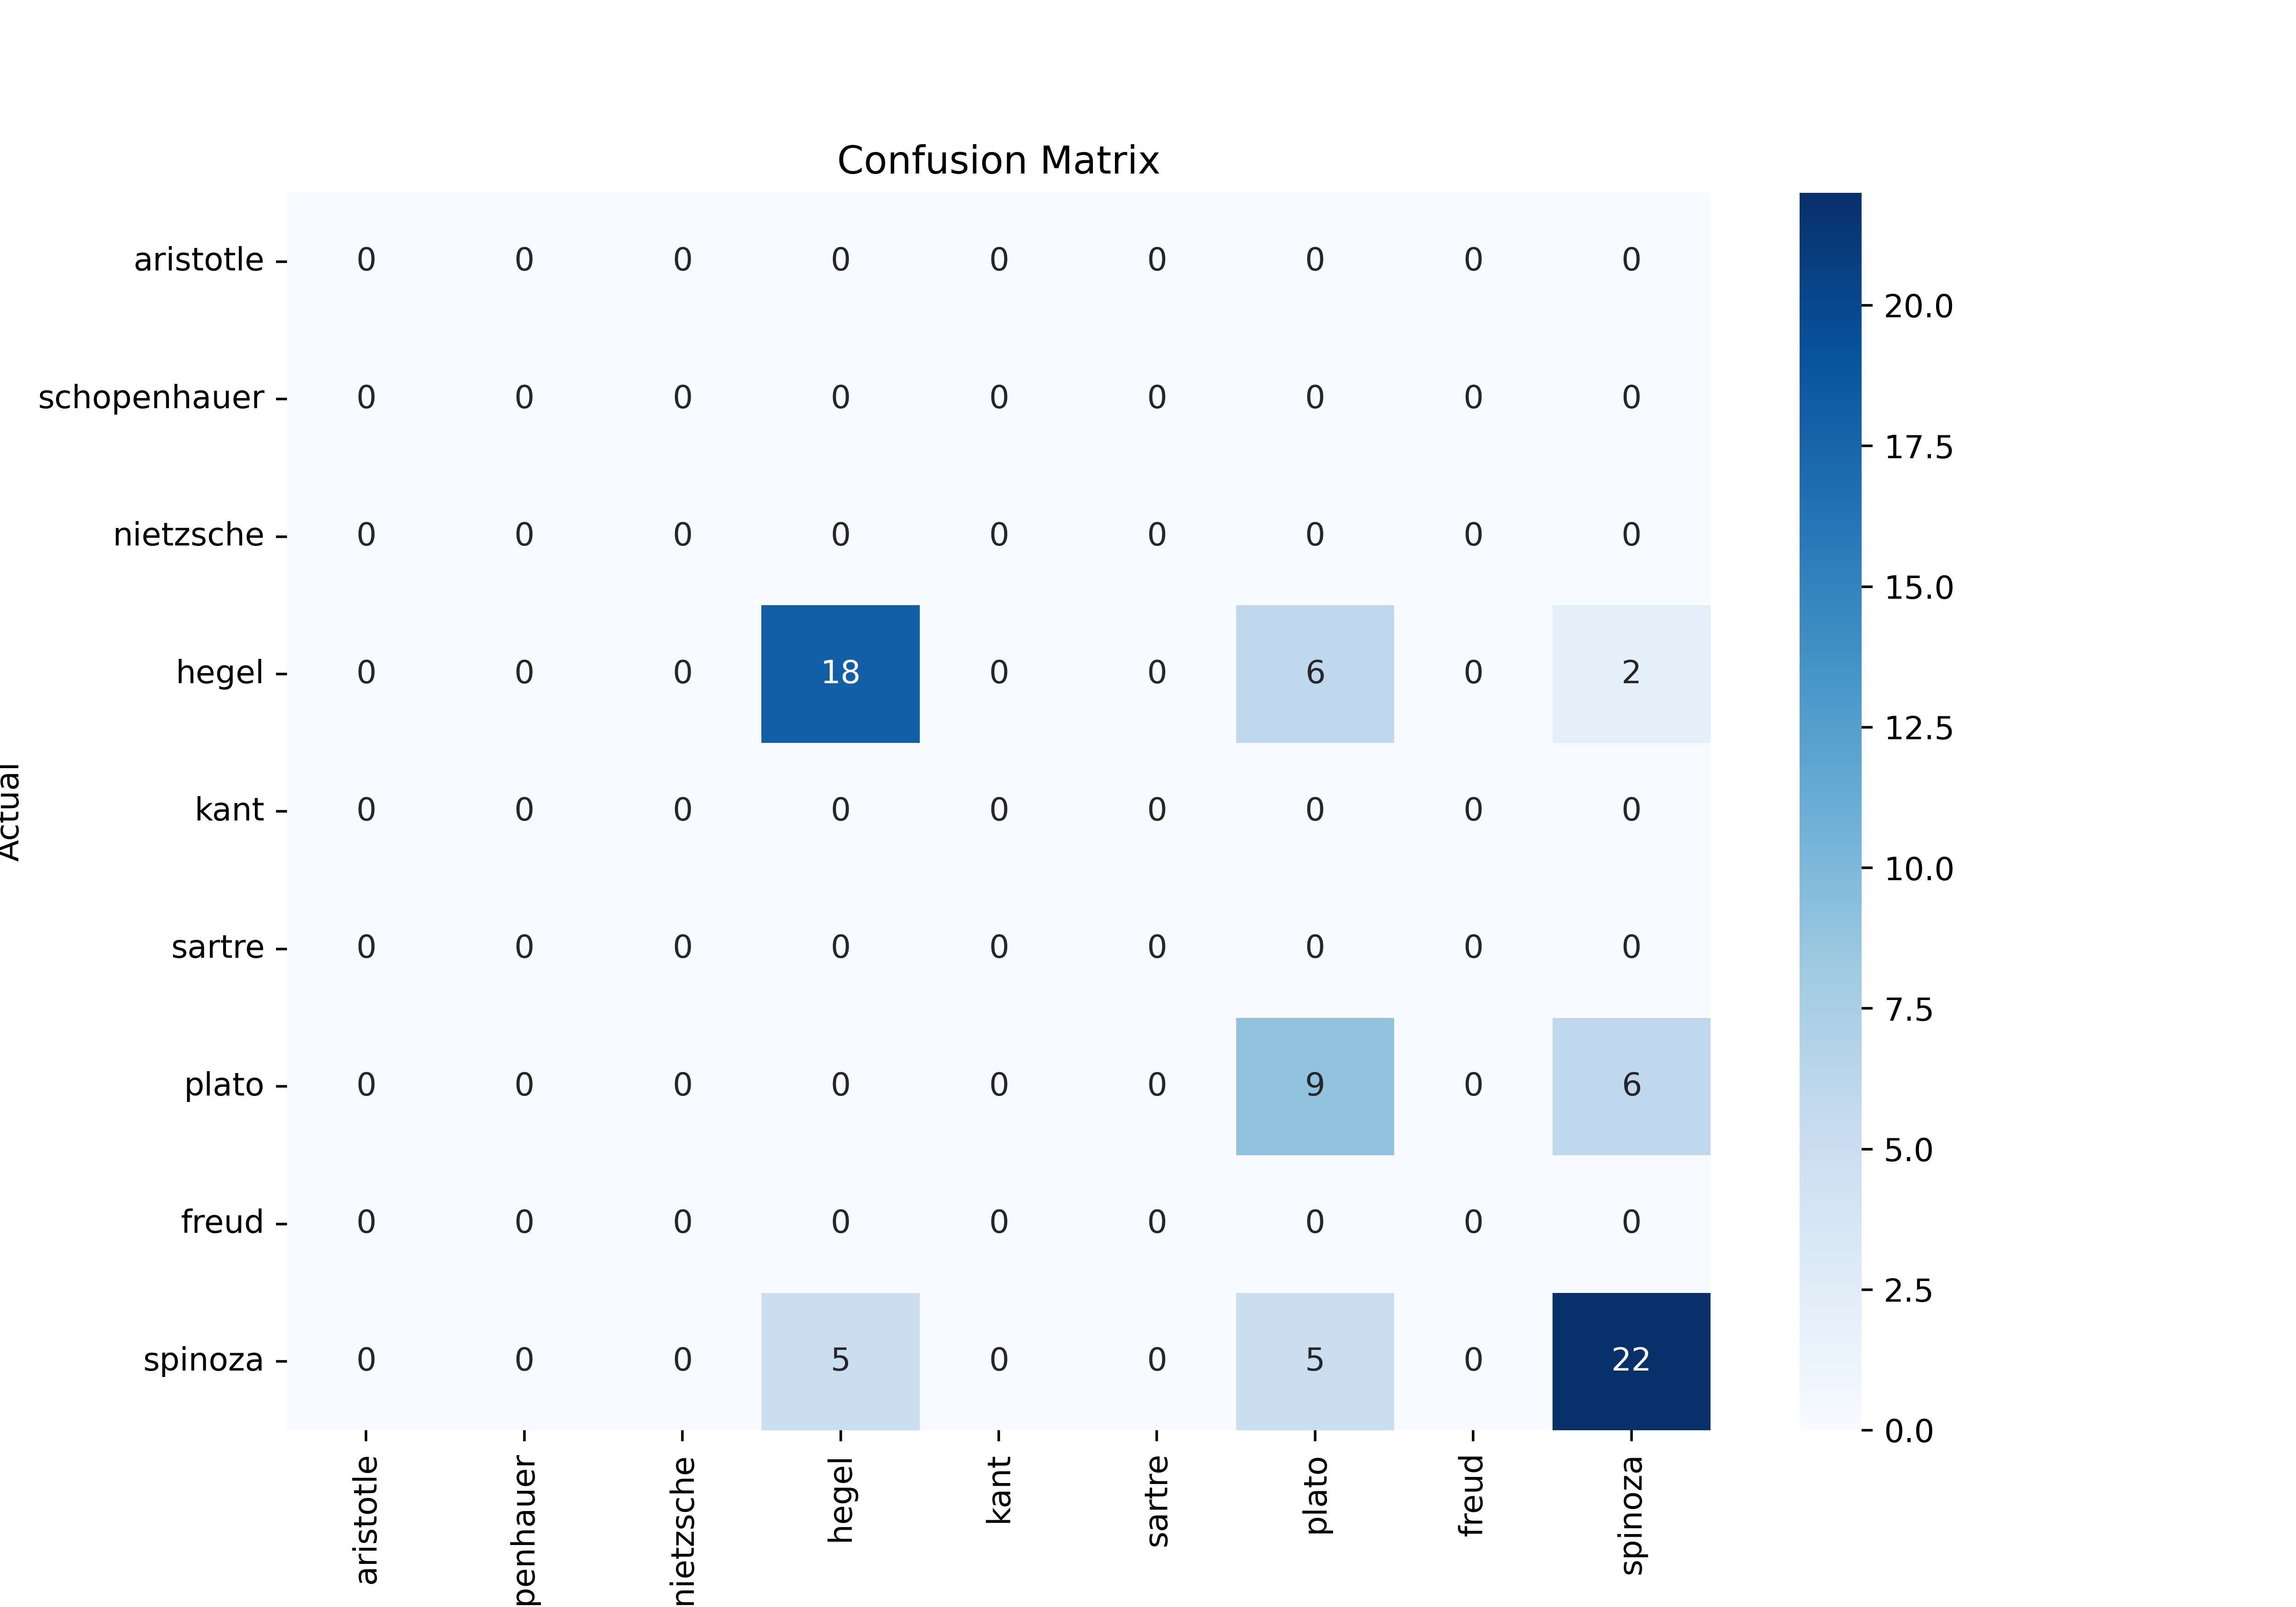 Confusion Matrix
Actual
aristotle 0 0 0 0 0 0 0 0 0
schopenhauer 0 0 0 0 0 0 0 0 0
nietzsche 0 0 0 0 0 0 0 0 0
hegel 0 0 0 18 0 0 6 0 2
kant 0 0 0 0 0 0 0 0 0
sartre 0 0 0 0 0 0 0 0 0
plato 0 0 0 0 0 0 9 0 6
freud 0 0 0 0 0 0 0 0 0
spinoza 0 0 0 5 0 0 5 0 22
aristotle penhauer nietzsche hegel kant sartre plato freud spinoza
20.0
17.5
15.0
12.5
10.0
7.5
5.0
2.5
0.0